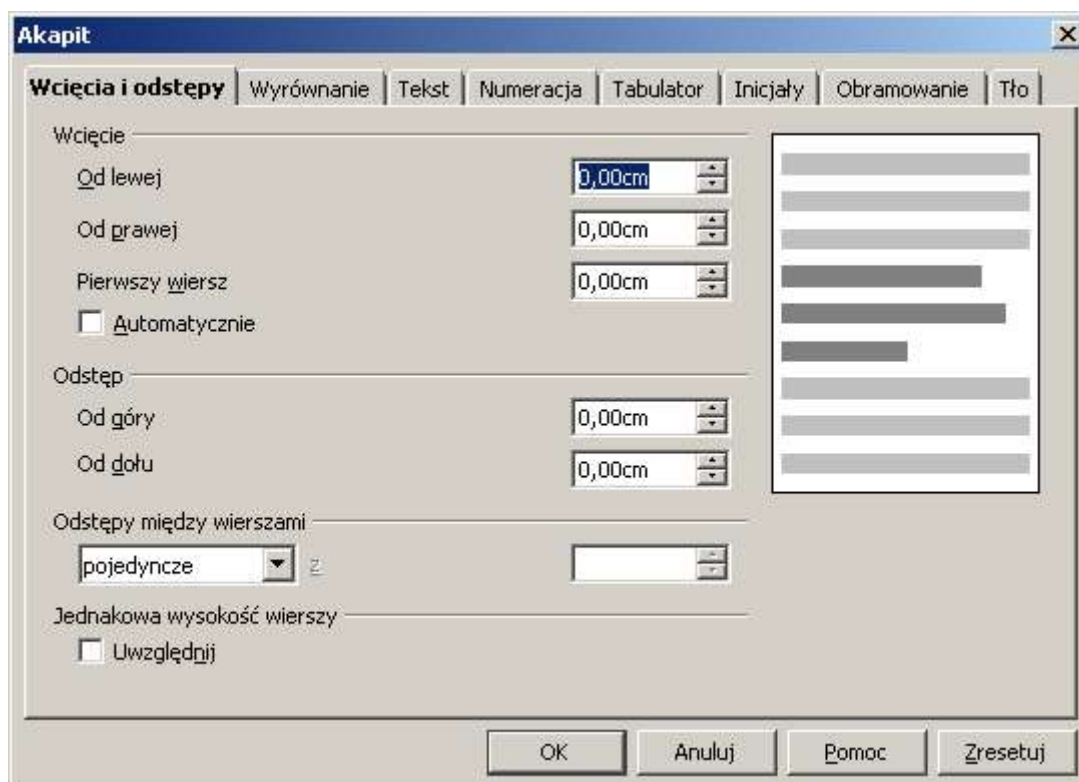 Akapit
Wcięcia i odstępy Wyrównanie Tekst Numeracja Tabulator Inicjały Obramowanie Tło
Wcięcie
Od lewej 0,00cm
Od prawej 0,00cm
Pierwszy wiersz 0,00cm
Automatycznie
Odstęp
Od góry 0,00cm
Od dołu 0,00cm
Odstępy między wierszami
pojedyncze z
Jednakowa wysokość wierszy
Uwzględnij
OK Anuluj Pomoc Zresetuj